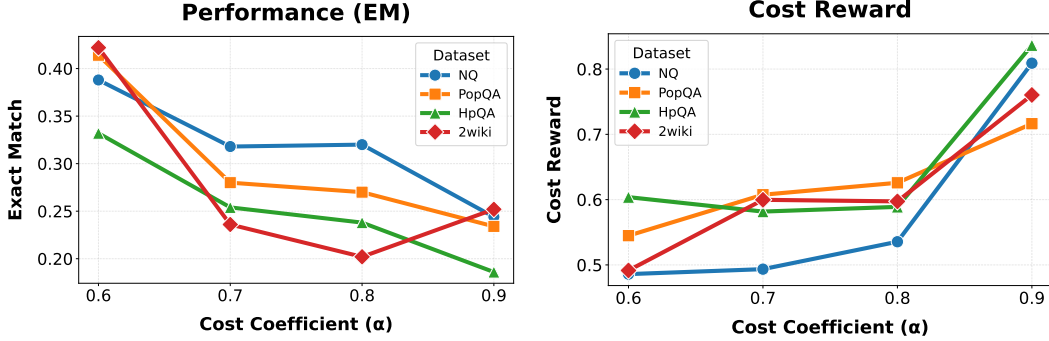 Performance (EM)
Exact Match
0.40
0.35
0.30
0.25
0.20
Dataset
NQ
PopQA
HpQA
2wiki
0.6 0.7 0.8 0.9
Cost Coefficient (α)
Cost Reward
Cost Reward
0.8
0.7
0.6
0.5
Dataset
NQ
PopQA
HpQA
2wiki
0.6 0.7 0.8 0.9
Cost Coefficient (α)